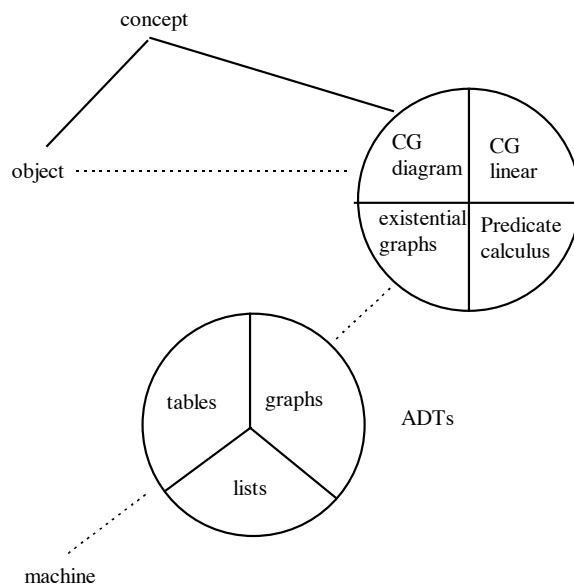 concept
CG
diagram
CG
linear
object
existential
graphs
Predicate
calculus
tables
graphs
ADTs
lists
machine